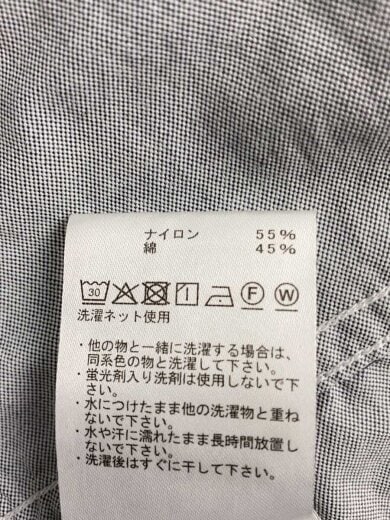 ナイロン 55%
綿 45%
30 F W
洗濯ネット使用
・他の物と一緒に洗濯する場合は、
同系色の物と洗濯して下さい。
・蛍光剤入り洗剤は使用しないで下
さい。
・水につけたまま他の洗濯物と重ね
ないで下さい。
・水や汗に濡れたまま長時間放置し
ないで下さい。
・洗濯後はすぐに干して下さい。